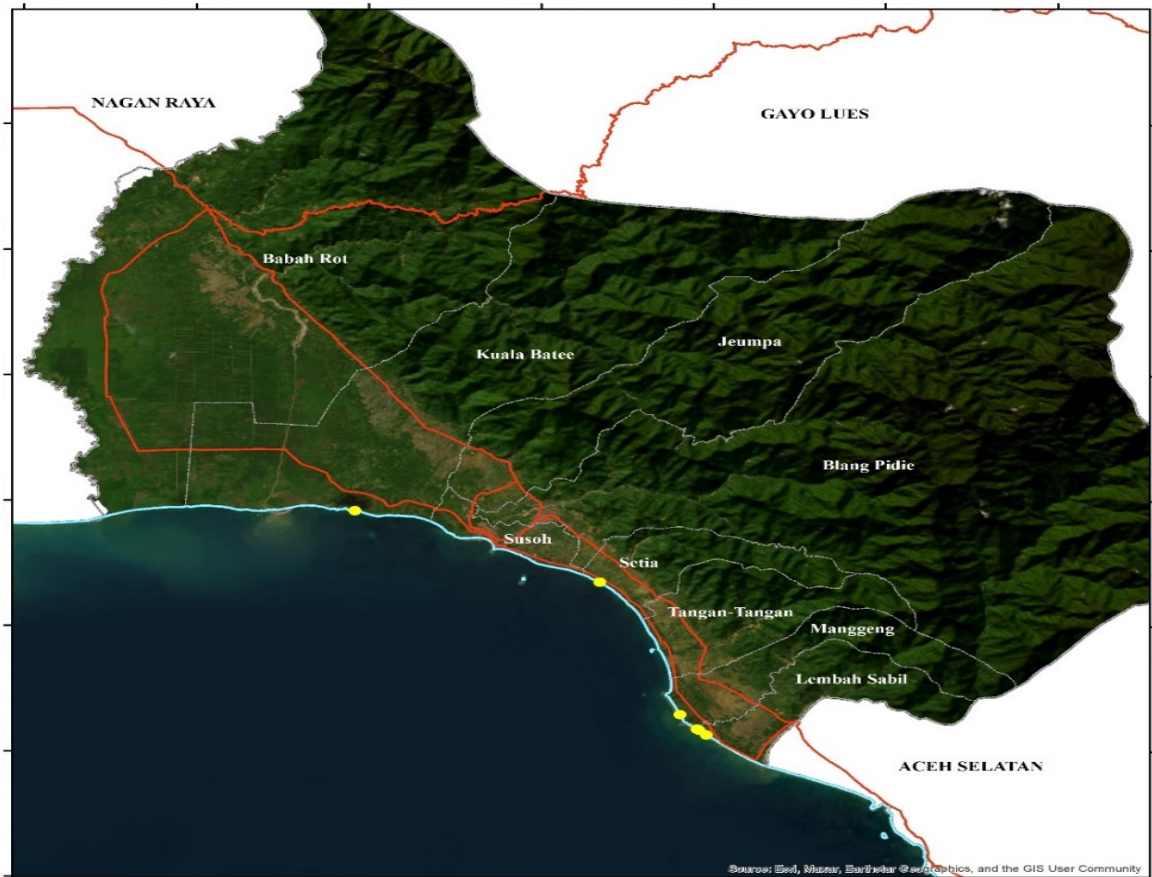 NAGAN RAYA
GAYO LUES
Babah Rot
Jeumpa
Kuala Batee
Blang Pidie
Susoh
Setia
Tangan-Tangan
Manggeng
Lembah Sabil
ACEH SELATAN
Source: Esri, Maxar, Earthstar Geographics, and the GIS User Community